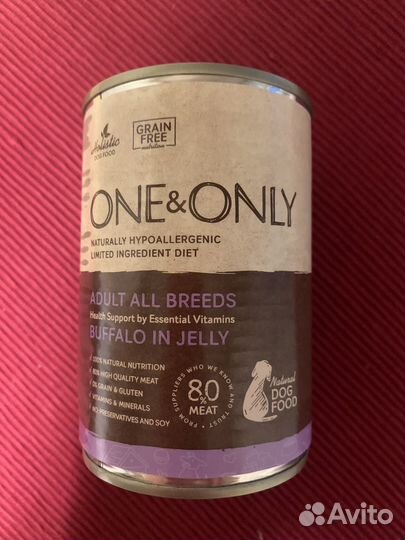 Holistic
DOG FOOD
GRAIN
FREE
nutrition
ONE&ONLY
NATURALLY HYPOALLERGENIC
LIMITED INGREDIENT DIET
ADULT ALL BREEDS
Health Support by Essential Vitamins
BUFFALO IN JELLY
100% NATURAL NUTRITION
80% HIGH QUALITY MEAT
0% GRAIN & GLUTEN
VITAMINS & MINERALS
NO PRESERVATIVES AND SOY
FROM SUPPLIERS WHO WE KNOW AND TRUST
80
%
MEAT
Natural
DOG
FOOD
Avito